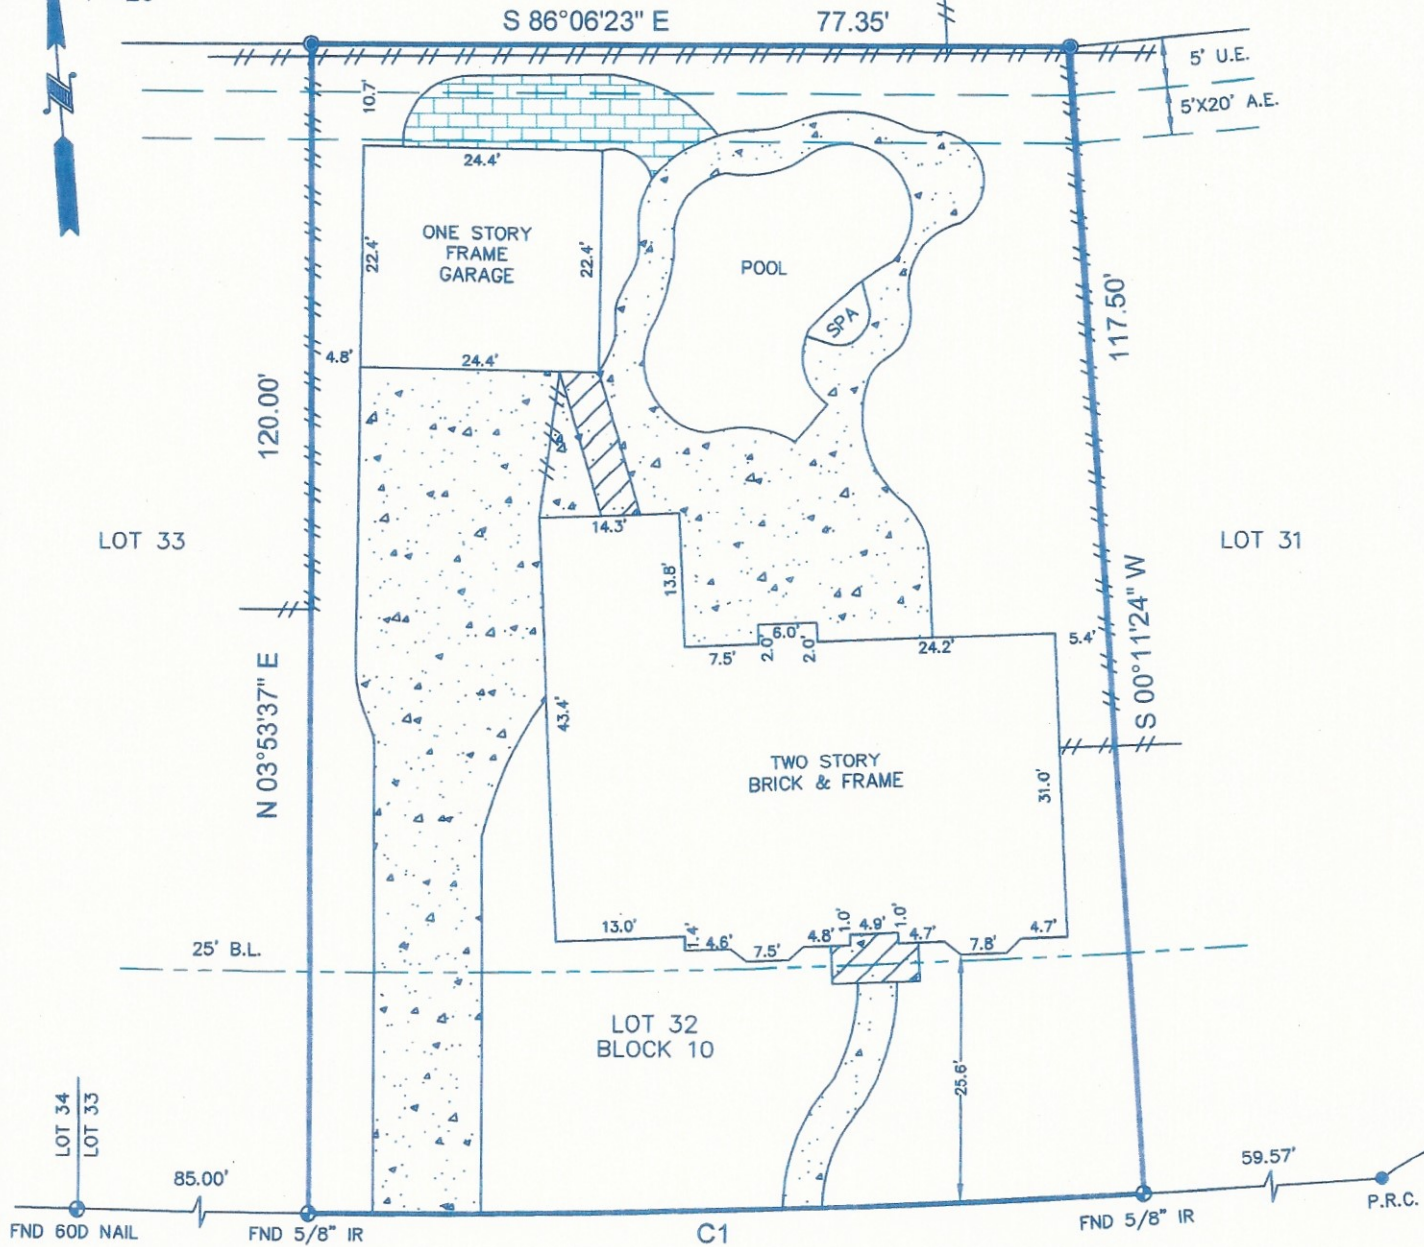 S 86°06'23" E 77.35'
5' U.E.
5'X20' A.E.
10.7'
24.4'
ONE STORY
FRAME
GARAGE
22.4'
22.4'
POOL
SPA
117.50'
4.8'
24.4'
120.00'
14.3'
LOT 33
LOT 31
13.8'
S 00°11'24" W
6.0'
2.0'
2.0'
7.5'
24.2'
5.4'
N 03°53'37" E
43.4'
TWO STORY
BRICK & FRAME
31.0'
13.0'
1.4'
4.6'
7.5'
4.8'
1.0'
4.9'
1.0'
4.7'
7.8'
4.7'
25' B.L.
LOT 32
BLOCK 10
25.6'
LOT 34
LOT 33
85.00'
59.57'
FND 60D NAIL
FND 5/8" IR
C1
FND 5/8" IR
P.R.C.